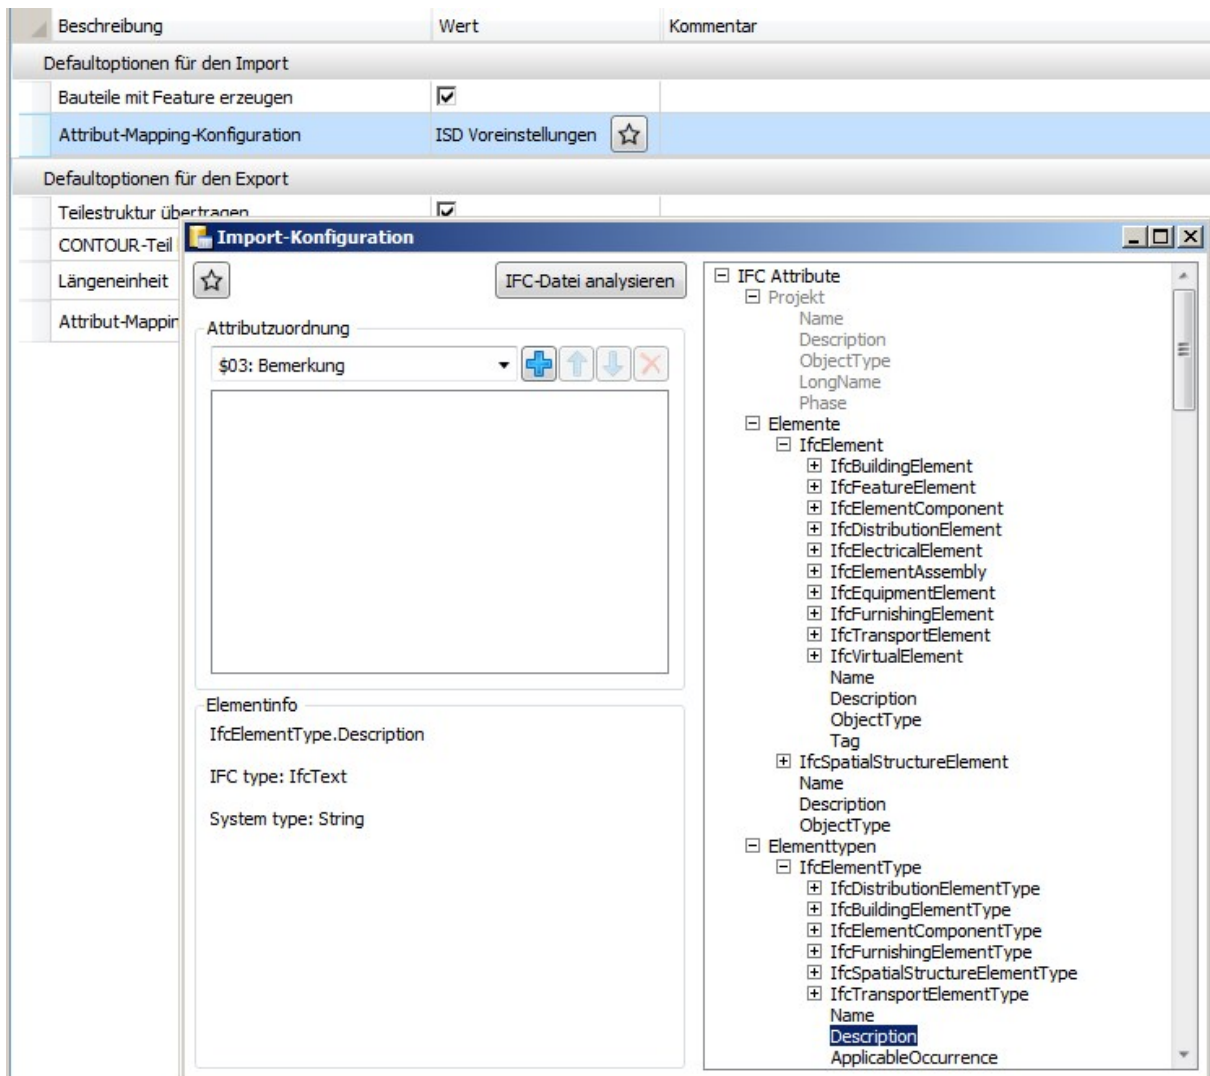 Beschreibung Wert Kommentar
Defaultoptionen für den Import
Bauteile mit Feature erzeugen
Attribut-Mapping-Konfiguration ISD Voreinstellungen
Defaultoptionen für den Export
Teilestruktur übertragen
CONTOUR-Teil
Längeneinheit
Attribut-Mappin
Import-Konfiguration
IFC-Datei analysieren
Attributzuordnung
$03: Bemerkung
Elementinfo
IfcElementType.Description
IFC type: IfcText
System type: String
IFC Attribute
Projekt
Name
Description
ObjectType
LongName
Phase
Elemente
IfcElement
IfcBuildingElement
IfcFeatureElement
IfcElementComponent
IfcDistributionElement
IfcElectricalElement
IfcElementAssembly
IfcEquipmentElement
IfcFurnishingElement
IfcTransportElement
IfcVirtualElement
Name
Description
ObjectType
Tag
IfcSpatialStructureElement
Name
Description
ObjectType
Elementtypen
IfcElementType
IfcDistributionElementType
IfcBuildingElementType
IfcElementComponentType
IfcFurnishingElementType
IfcSpatialStructureElementType
IfcTransportElementType
Name
Description
ApplicableOccurrence